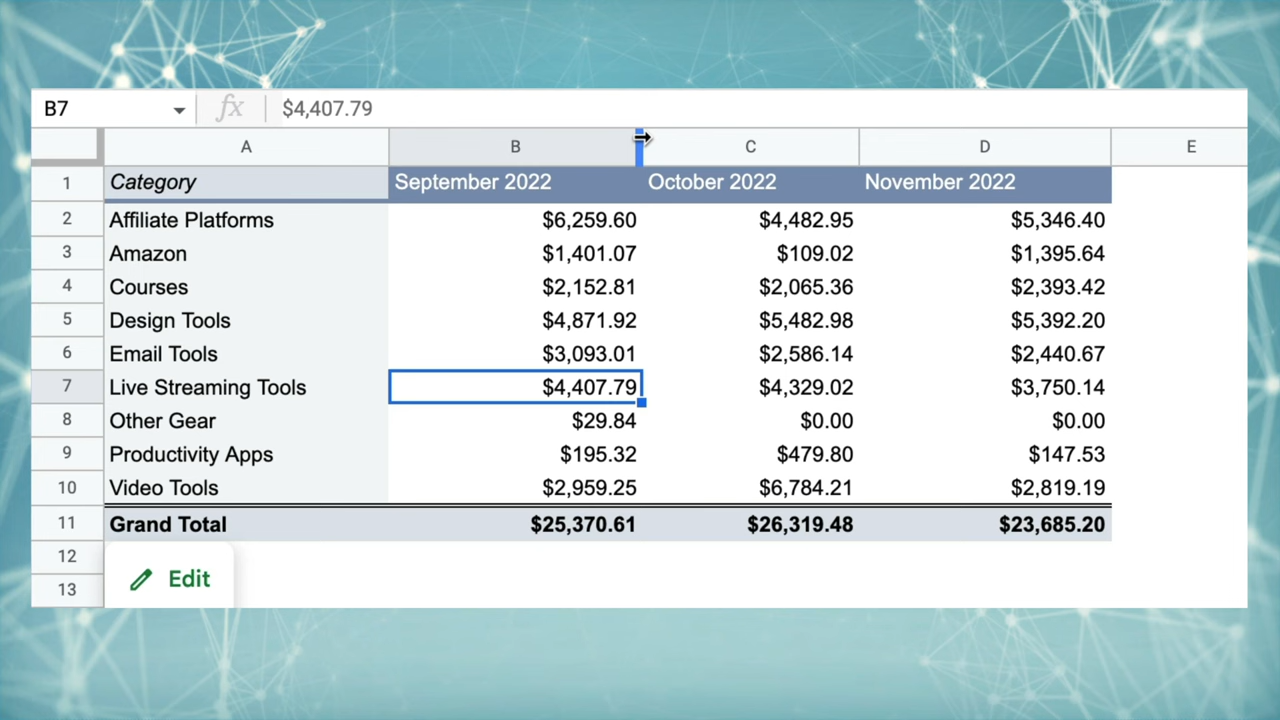 B7 fx $4,407.79
A B C D E
1 Category September 2022 October 2022 November 2022
2 Affiliate Platforms $6,259.60 $4,482.95 $5,346.40
3 Amazon $1,401.07 $109.02 $1,395.64
4 Courses $2,152.81 $2,065.36 $2,393.42
5 Design Tools $4,871.92 $5,482.98 $5,392.20
6 Email Tools $3,093.01 $2,586.14 $2,440.67
7 Live Streaming Tools $4,407.79 $4,329.02 $3,750.14
8 Other Gear $29.84 $0.00 $0.00
9 Productivity Apps $195.32 $479.80 $147.53
10 Video Tools $2,959.25 $6,784.21 $2,819.19
11 Grand Total $25,370.61 $26,319.48 $23,685.20
12
Edit
13